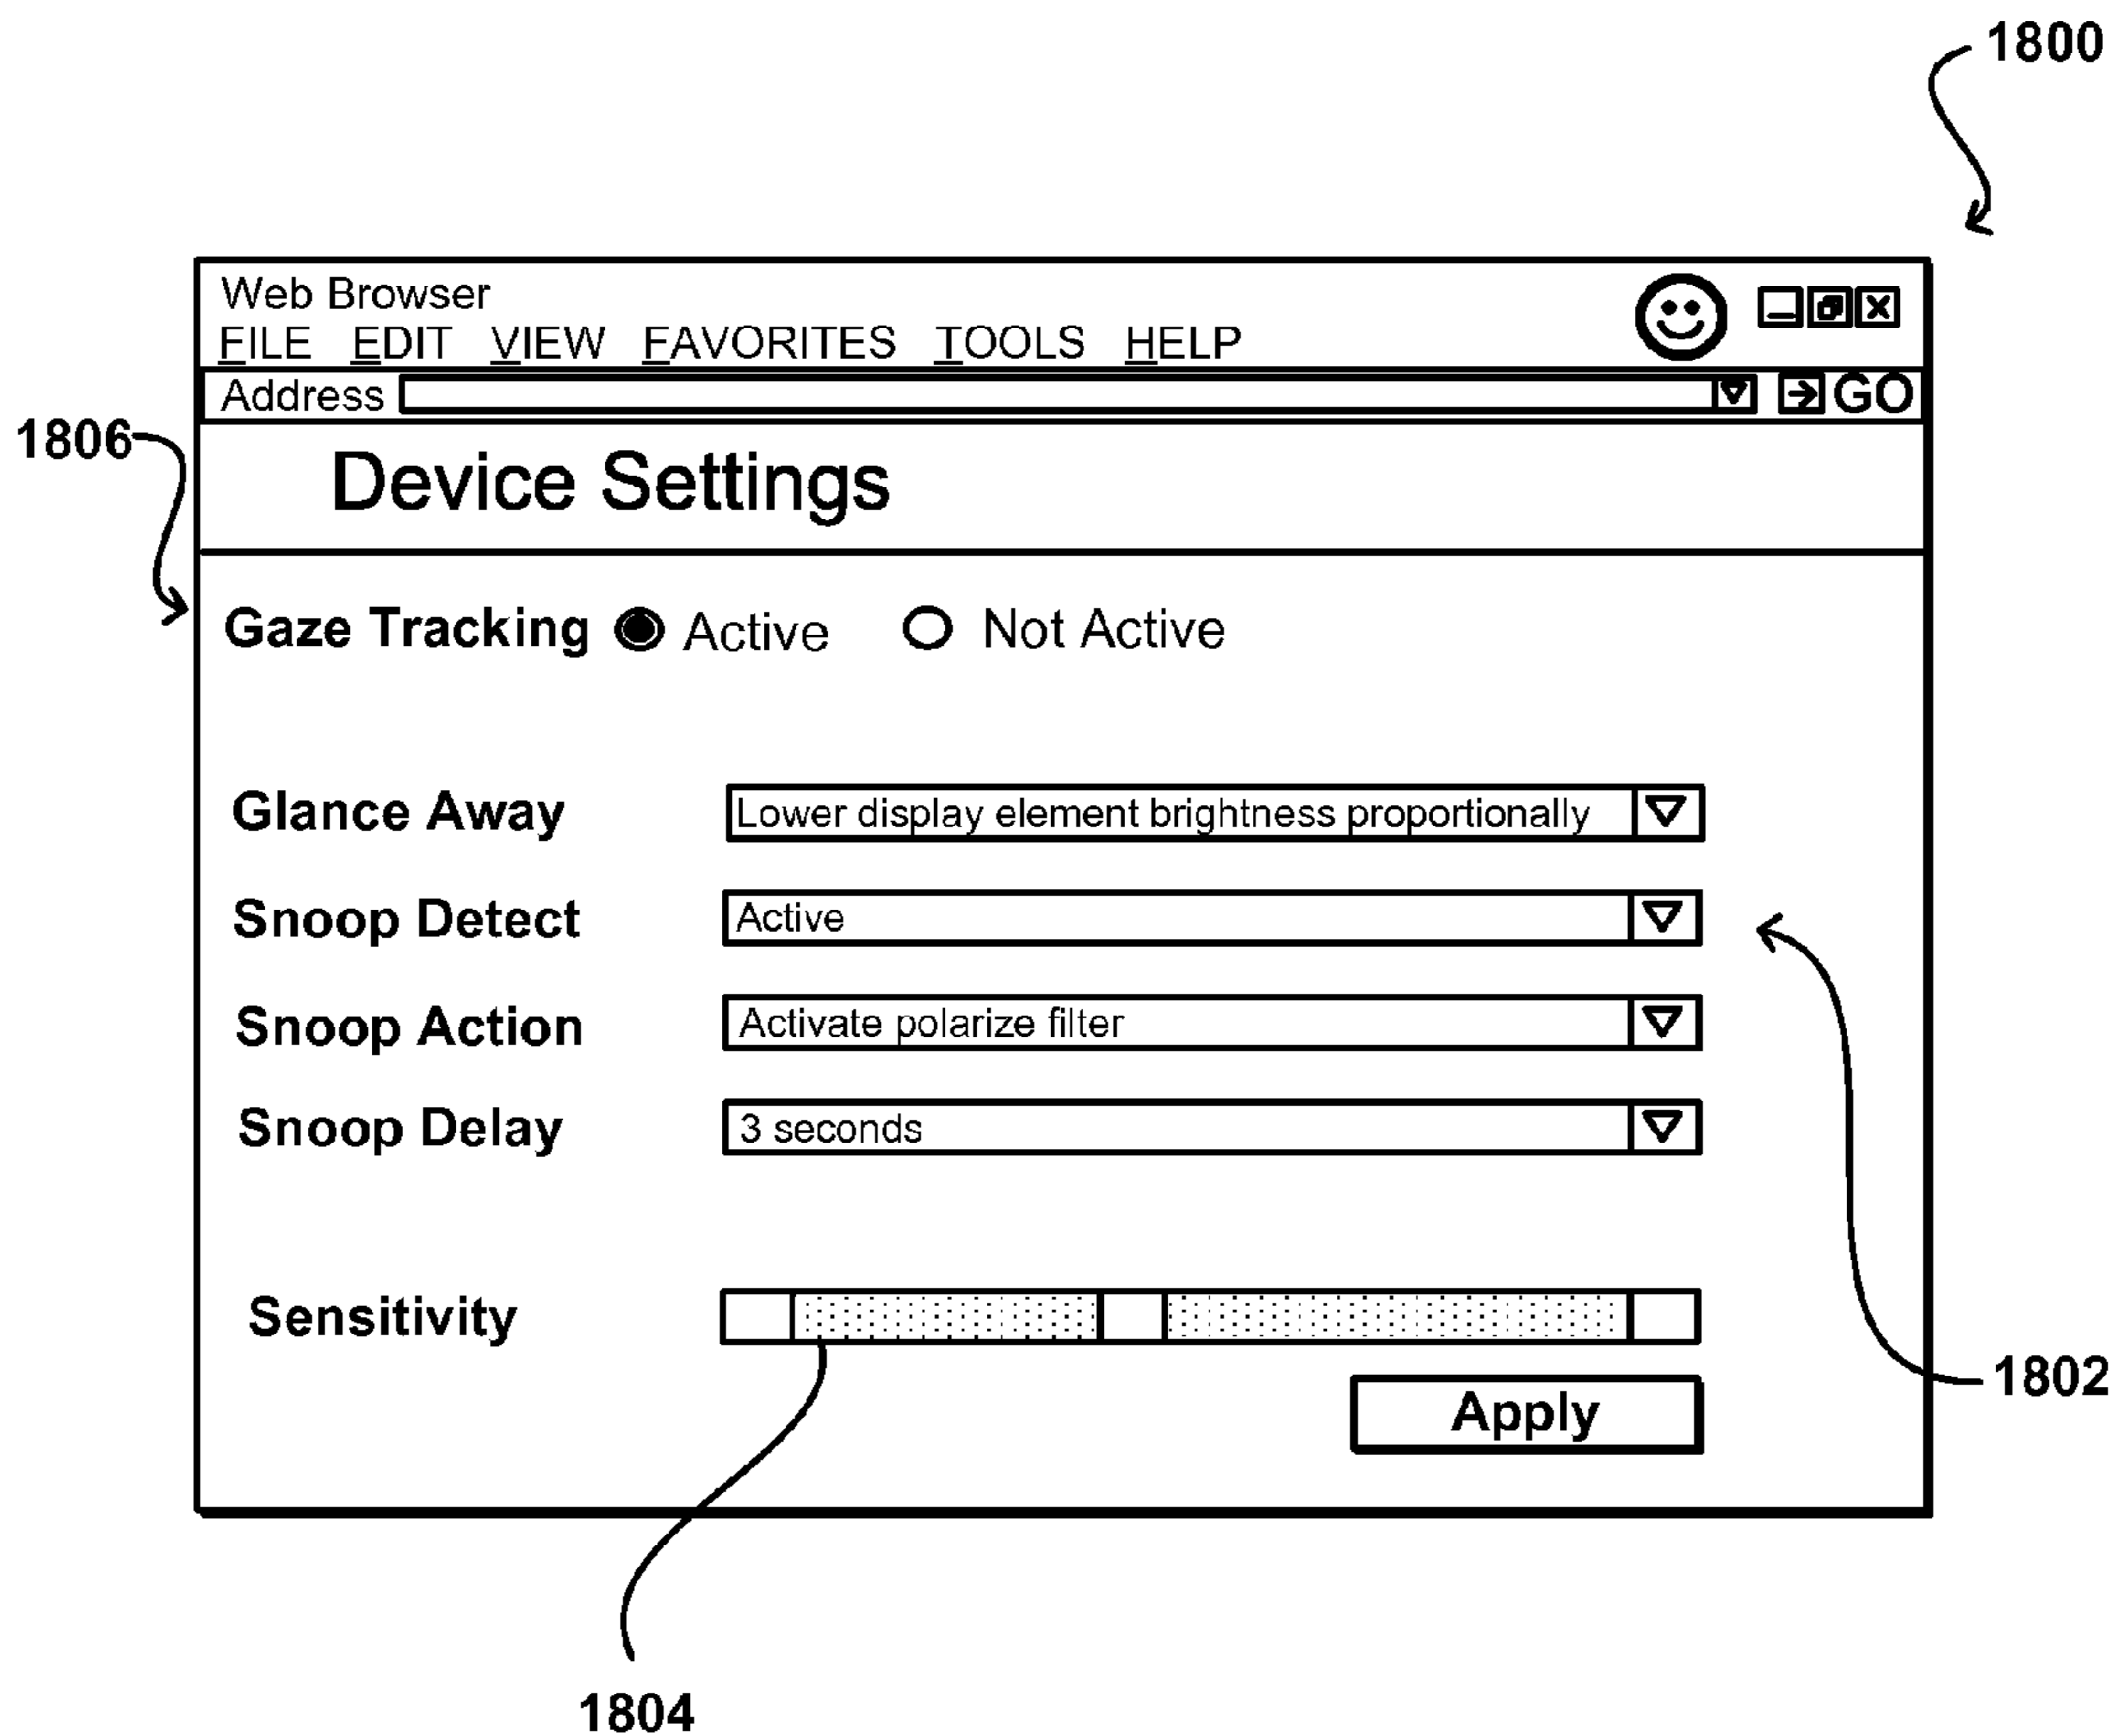 1800
Web Browser
FILE EDIT VIEW FAVORITES TOOLS HELP
Address GO
1806
Device Settings
Gaze Tracking Active Not Active
Glance Away Lower display element brightness proportionally
Snoop Detect Active
Snoop Action Activate polarize filter
Snoop Delay 3 seconds
Sensitivity
1802
Apply
1804